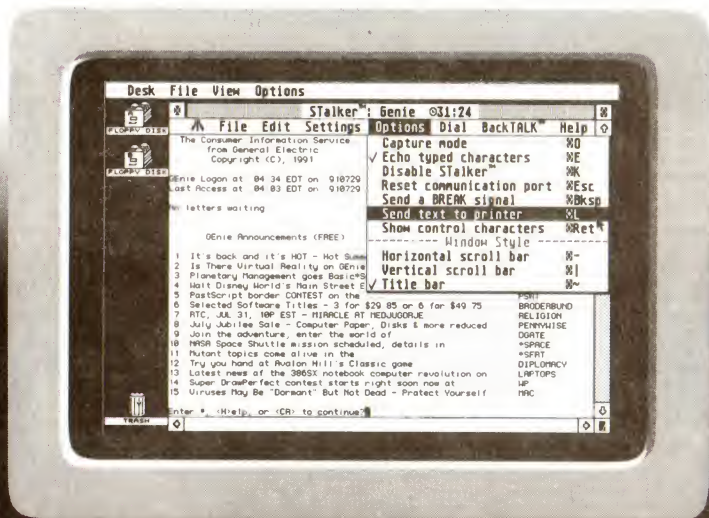 Desk File View Options
STalker™: Genie 031:24
File Edit Settings Options Dial BackTALK™ Help
FLOPPY DISK
FLOPPY DISK
TRASH
The Consumer Information Service
from General Electric
Copyright (C), 1991
GEnie Logon at 04 34 EDT on 910729
Last Access at 04 03 EDT on 910729
No letters waiting
GEnie Announcements (FREE)
1 It's back and it's HOT - Hot Summ
2 Is There Virtual Reality on GEnie
3 Planetary Management goes Basic*S
4 Walt Disney World's Main Street E
5 PostScript border CONTEST on the PSRT
6 Selected Software Titles - 3 for $29 85 or 6 for $49 75 BRODERBUND
7 RTC, JUL 31, 10P EST - MIRACLE AT MEDJUGORJE RELIGION
8 July Jubilee Sale - Computer Paper, Disks & more reduced PENNYWISE
9 Join the adventure, enter the world of DGATE
10 NASA Space Shuttle mission scheduled, details in *SPACE
11 Mutant topics come alive in the *SFRT
12 Try you hand at Avalon Hill's Classic game DIPLOMACY
13 Latest news of the 386SX notebook computer revolution on LAPTOPS
14 Super DrawPerfect contest starts right soon now at WP
15 Viruses May Be "Dormant" But Not Dead - Protect Yourself MAC
Enter #, <H>elp, or <CR> to continue?
Capture mode ⌘O
✓ Echo typed characters ⌘E
Disable STalker™ ⌘K
Reset communication port ⌘Esc
Send a BREAK signal ⌘Bksp
Send text to printer ⌘L
Show control characters ⌘Ret
--------- Window Style ---------
Horizontal scroll bar ⌘-
Vertical scroll bar ⌘|
✓ Title bar ⌘~